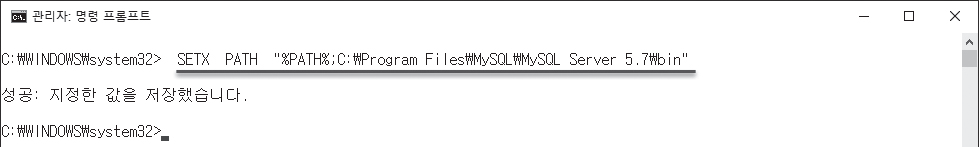 관리자: 명령 프롬프트
C:₩WINDOWS₩system32> SETX PATH "%PATH%;C:₩Program Files₩MySQL₩MySQL Server 5.7₩bin"
성공: 지정한 값을 저장했습니다.
C:₩WINDOWS₩system32>